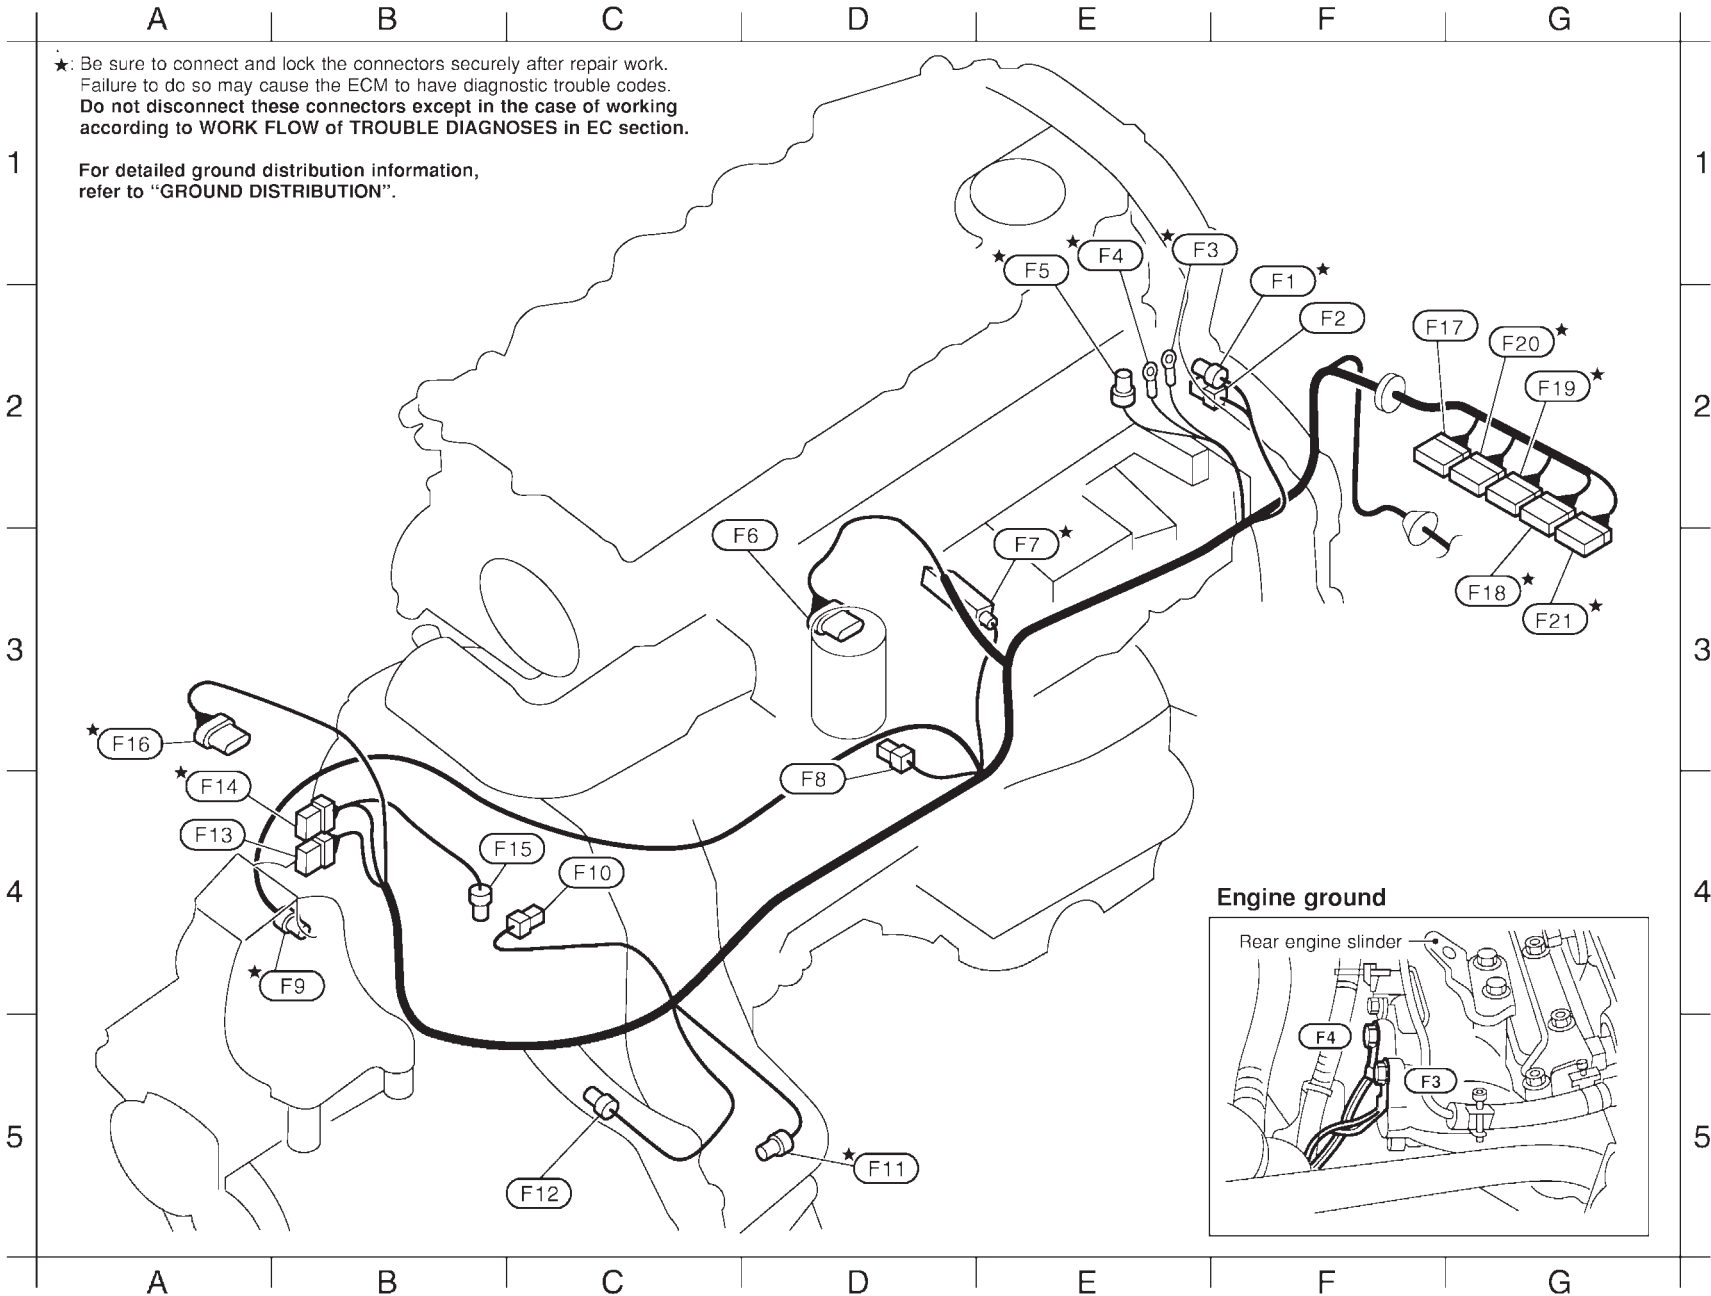 A B C D E F G
★: Be sure to connect and lock the connectors securely after repair work.
Failure to do so may cause the ECM to have diagnostic trouble codes.
Do not disconnect these connectors except in the case of working
according to WORK FLOW of TROUBLE DIAGNOSES in EC section.
For detailed ground distribution information,
refer to “GROUND DISTRIBUTION”.
1 1
★ F5
★ F4
★ F3
F1 ★
F2
F17
F20 ★
F19 ★
2 2
F6
F7 ★
F18 ★
F21 ★
3 3
★ F16
★ F14
F8
F13
F15
F10
4 4
★ F9
Engine ground
Rear engine slinder
F4
F3
5 5
★ F11
F12
A B C D E F G